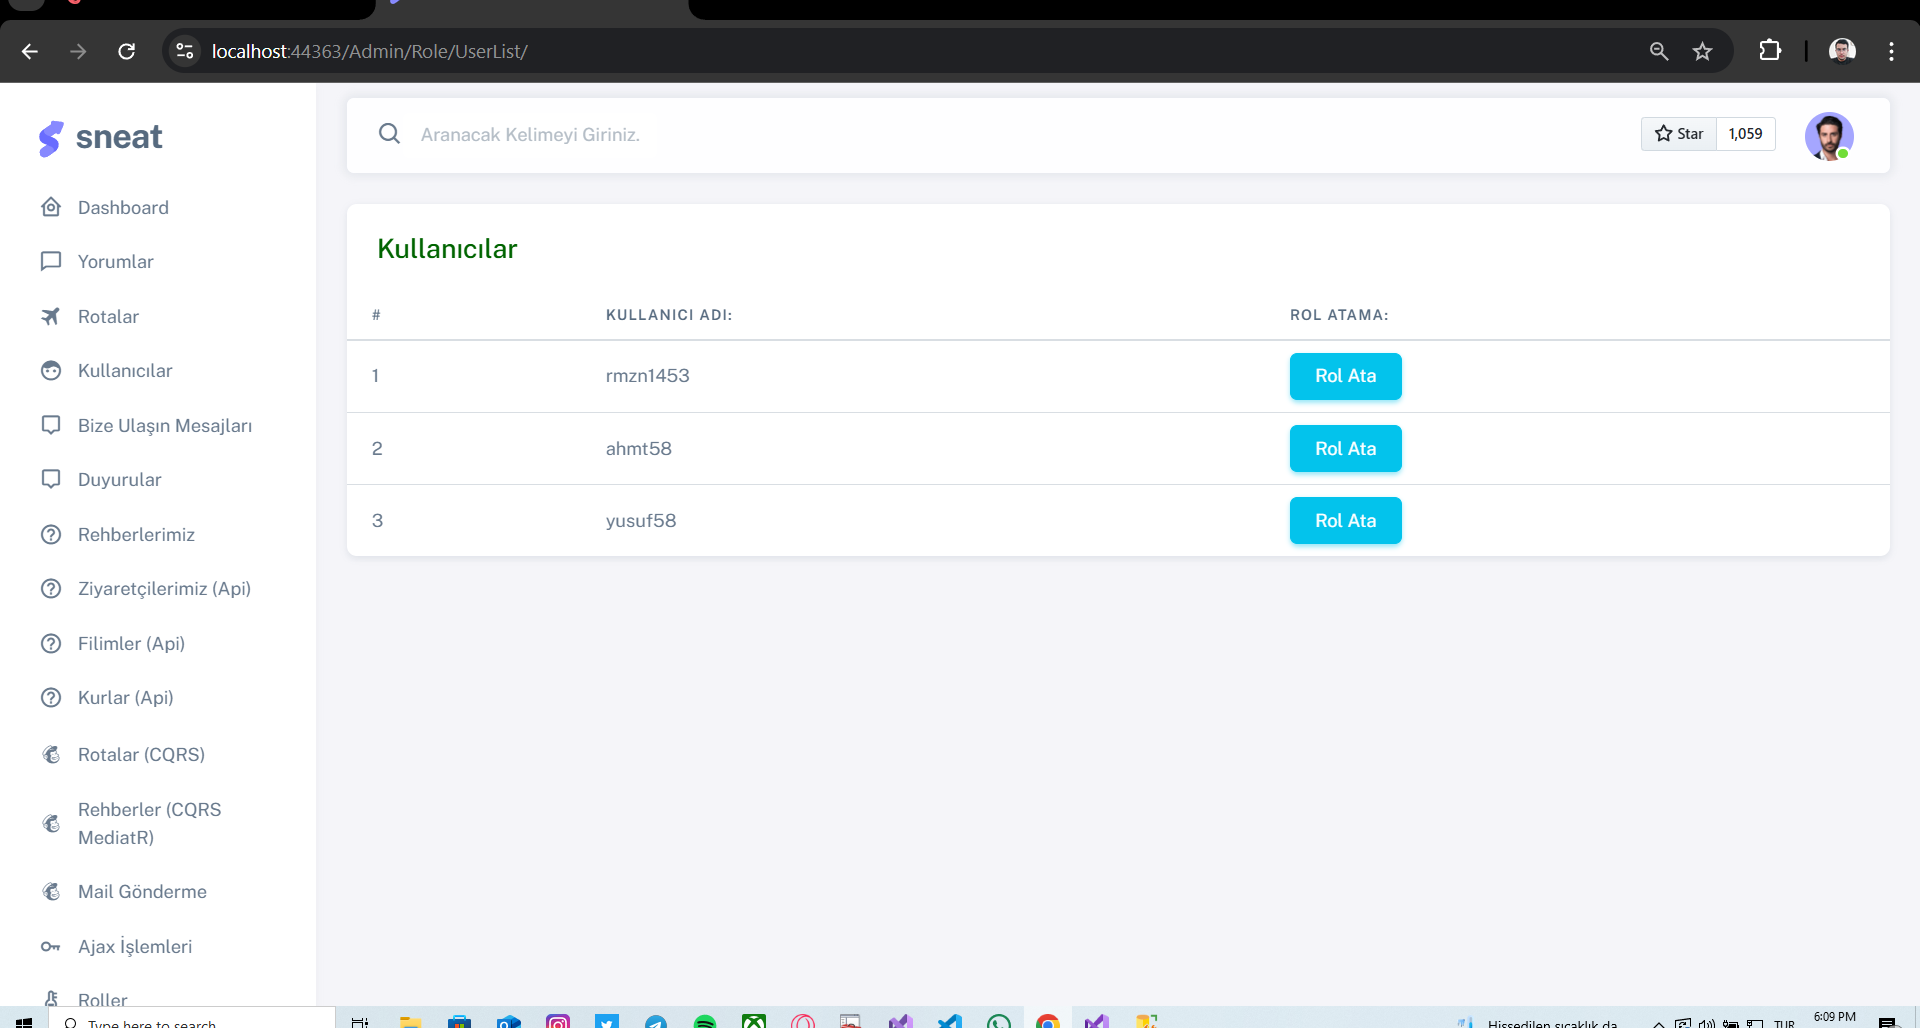 localhost:44363/Admin/Role/UserList/
sneat
Dashboard
Yorumlar
Rotalar
Kullanıcılar
Bize Ulaşın Mesajları
Duyurular
Rehberlerimiz
Ziyaretçilerimiz (Api)
Filimler (Api)
Kurlar (Api)
Rotalar (CQRS)
Rehberler (CQRS
MediatR)
Mail Gönderme
Ajax İşlemleri
Roller
Aranacak Kelimeyi Giriniz.
Star 1,059
Kullanıcılar
# KULLANICI ADI: ROL ATAMA:
1 rmzn1453 Rol Ata
2 ahmt58 Rol Ata
3 yusuf58 Rol Ata
Type here to search
Hissedilen sıcaklık da
TUR
6:09 PM